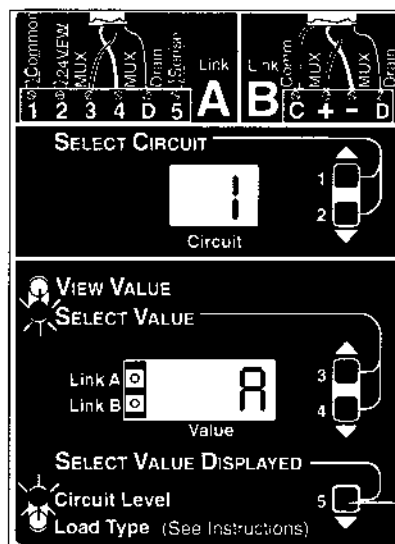 Common
24VFW
MUX
MUX
Drain
Sense
Link
A
1 2 3 4 D 5
Link
B
Comm
MUX
MUX
Drain
C + - D
SELECT CIRCUIT
1
1
2
Circuit
VIEW VALUE
SELECT VALUE
Link A
Link B
A
3
4
Value
SELECT VALUE DISPLAYED
Circuit Level
5
Load Type (See Instructions)